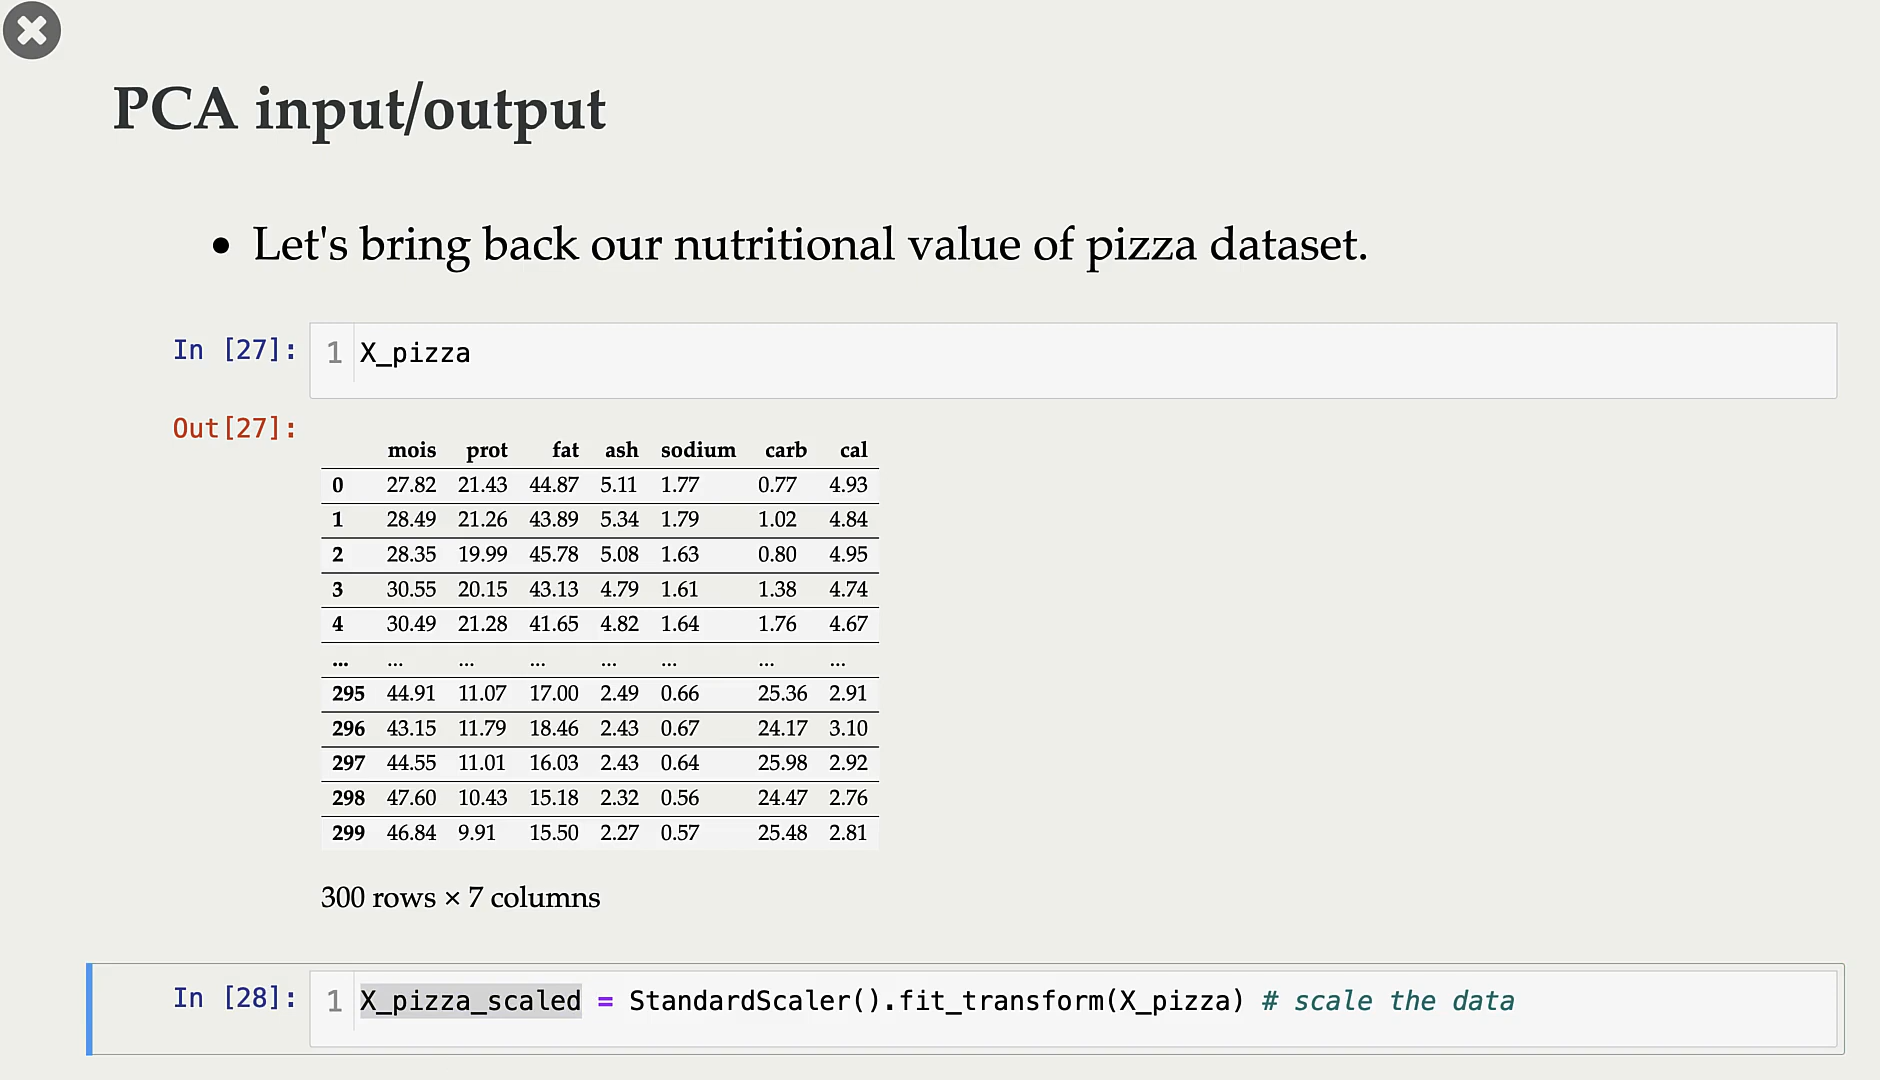 PCA input/output
• Let's bring back our nutritional value of pizza dataset.
In [27]: 1 X_pizza
Out[27]:
mois prot fat ash sodium carb cal
0 27.82 21.43 44.87 5.11 1.77 0.77 4.93
1 28.49 21.26 43.89 5.34 1.79 1.02 4.84
2 28.35 19.99 45.78 5.08 1.63 0.80 4.95
3 30.55 20.15 43.13 4.79 1.61 1.38 4.74
4 30.49 21.28 41.65 4.82 1.64 1.76 4.67
... ... ... ... ... ... ... ...
295 44.91 11.07 17.00 2.49 0.66 25.36 2.91
296 43.15 11.79 18.46 2.43 0.67 24.17 3.10
297 44.55 11.01 16.03 2.43 0.64 25.98 2.92
298 47.60 10.43 15.18 2.32 0.56 24.47 2.76
299 46.84 9.91 15.50 2.27 0.57 25.48 2.81
300 rows × 7 columns
In [28]: 1 X_pizza_scaled = StandardScaler().fit_transform(X_pizza) # scale the data